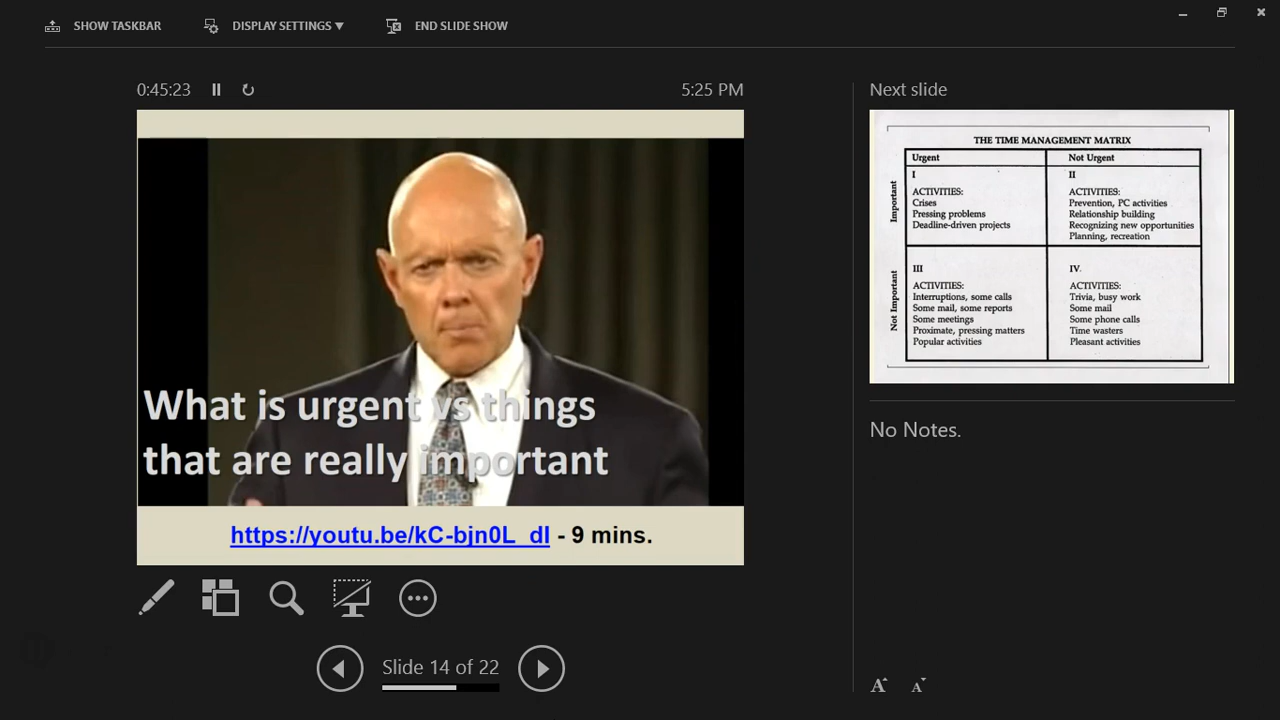 SHOW TASKBAR
DISPLAY SETTINGS
END SLIDE SHOW
0:45:23
5:25 PM
What is urgent vs things
that are really important
https://youtu.be/kC-bjn0L_dI - 9 mins.
Slide 14 of 22
Next slide
THE TIME MANAGEMENT MATRIX
Urgent
Not Urgent
Important
I
ACTIVITIES:
Crises
Pressing problems
Deadline-driven projects
II
ACTIVITIES:
Prevention, PC activities
Relationship building
Recognizing new opportunities
Planning, recreation
Not Important
III
ACTIVITIES:
Interruptions, some calls
Some mail, some reports
Some meetings
Proximate, pressing matters
Popular activities
IV.
ACTIVITIES:
Trivia, busy work
Some mail
Some phone calls
Time wasters
Pleasant activities
No Notes.
A A